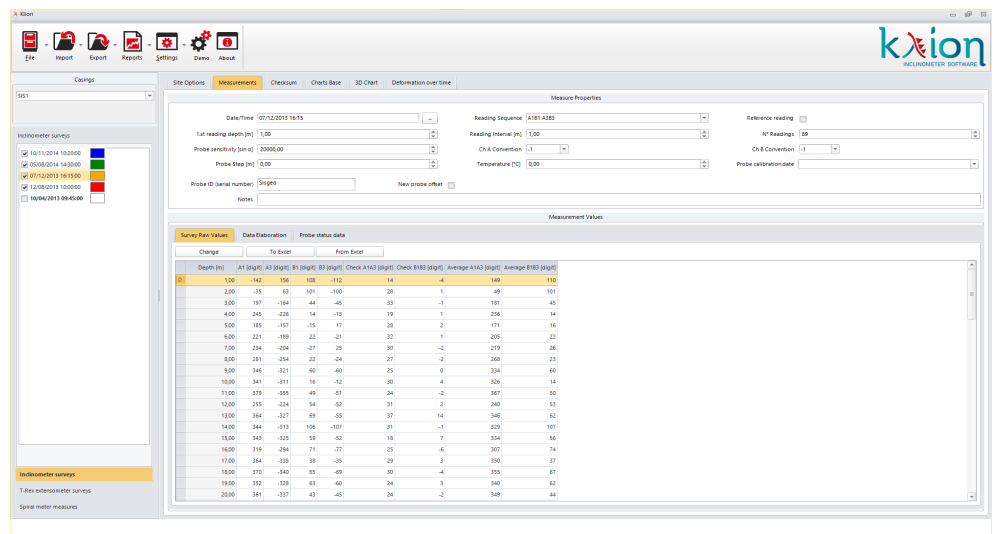 Klion
File Import Export Reports Settings Demo About
kλion
INCLINOMETER SOFTWARE
Casings
SIS1
Inclinometer surveys
10/11/2014 10:20:00
05/08/2014 14:30:00
07/12/2013 16:15:00
12/08/2013 10:00:00
10/04/2013 09:45:00
Inclinometer surveys
T-Rex extensometer surveys
Spiral meter measures
Site Options Measurements Checksum Charts Base 3D Chart Deformation over time
Measure Properties
Date/Time 07/12/2013 16:15 ... Reading Sequence A1B1 A3B3 Reference reading
1.st reading depth [m] 1,00 Reading Interval [m] 1,00 N° Readings 89
Probe sensitivity [sin α] 20000,00 Ch A Convention -1 Ch B Convention -1
Probe Step [m] 0,00 Temperature [°C] 0,00 Probe calibration date
Probe ID (serial number) Sisgeo New probe offset
Notes
Measurement Values
Survey Raw Values Data Elaboration Probe status data
Change To Excel From Excel
Depth [m] A1 [digit] A3 [digit] B1 [digit] B3 [digit] Check A1A3 [digit] Check B1B3 [digit] Average A1A3 [digit] Average B1B3 [digit]
1,00 -142 156 108 -112 14 -4 149 110
2,00 -35 63 101 -100 28 1 49 101
3,00 197 -164 44 -45 33 -1 181 45
4,00 245 -226 14 -13 19 1 236 14
5,00 185 -157 -15 17 28 2 171 16
6,00 221 -189 22 -21 32 1 205 22
7,00 234 -204 -27 25 30 -2 219 26
8,00 281 -254 22 -24 27 -2 268 23
9,00 346 -321 60 -60 25 0 334 60
10,00 341 -311 16 -12 30 4 326 14
11,00 379 -355 49 -51 24 -2 367 50
12,00 255 -224 54 -52 31 2 240 53
13,00 364 -327 69 -55 37 14 346 62
14,00 344 -313 106 -107 31 -1 329 107
15,00 343 -325 59 -52 18 7 334 56
16,00 319 -294 71 -77 25 -6 307 74
17,00 364 -335 38 -35 29 3 350 37
18,00 370 -340 65 -69 30 -4 355 67
19,00 352 -328 63 -60 24 3 340 62
20,00 361 -337 43 -45 24 -2 349 44